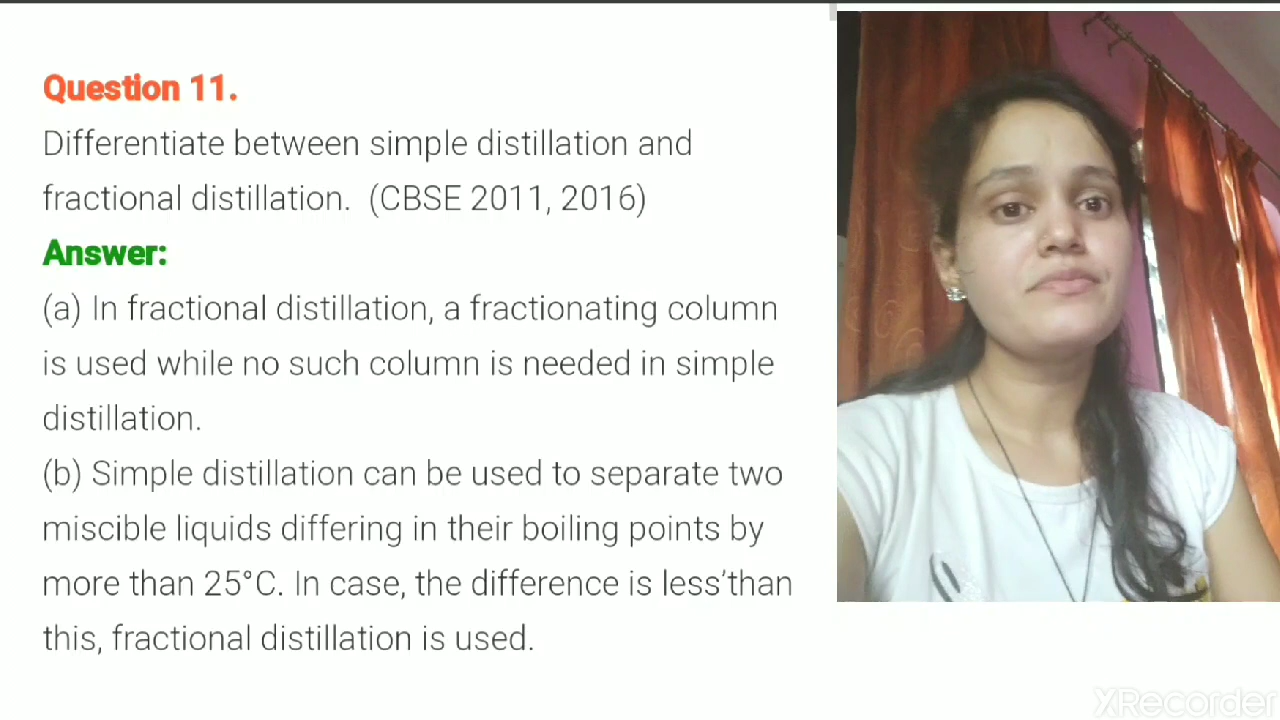 Question 11.
Differentiate between simple distillation and
fractional distillation. (CBSE 2011, 2016)
Answer:
(a) In fractional distillation, a fractionating column
is used while no such column is needed in simple
distillation.
(b) Simple distillation can be used to separate two
miscible liquids differing in their boiling points by
more than 25°C. In case, the difference is less’than
this, fractional distillation is used.
XRecorder